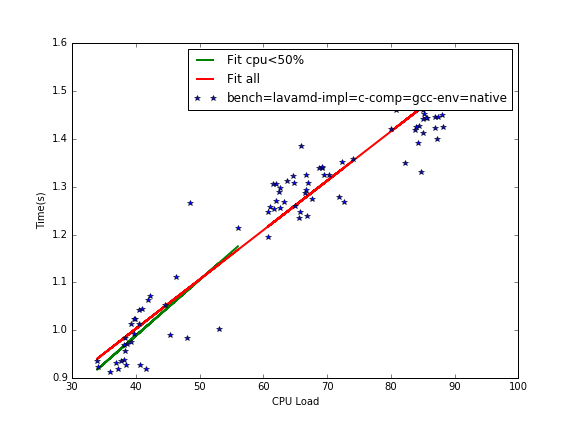 1.6
Fit cpu<50%
Fit all
bench=lavamd-impl=c-comp=gcc-env=native
1.5
1.4
1.3
1.2
1.1
1.0
0.9
Time(s)
30 40 50 60 70 80 90 100
CPU Load